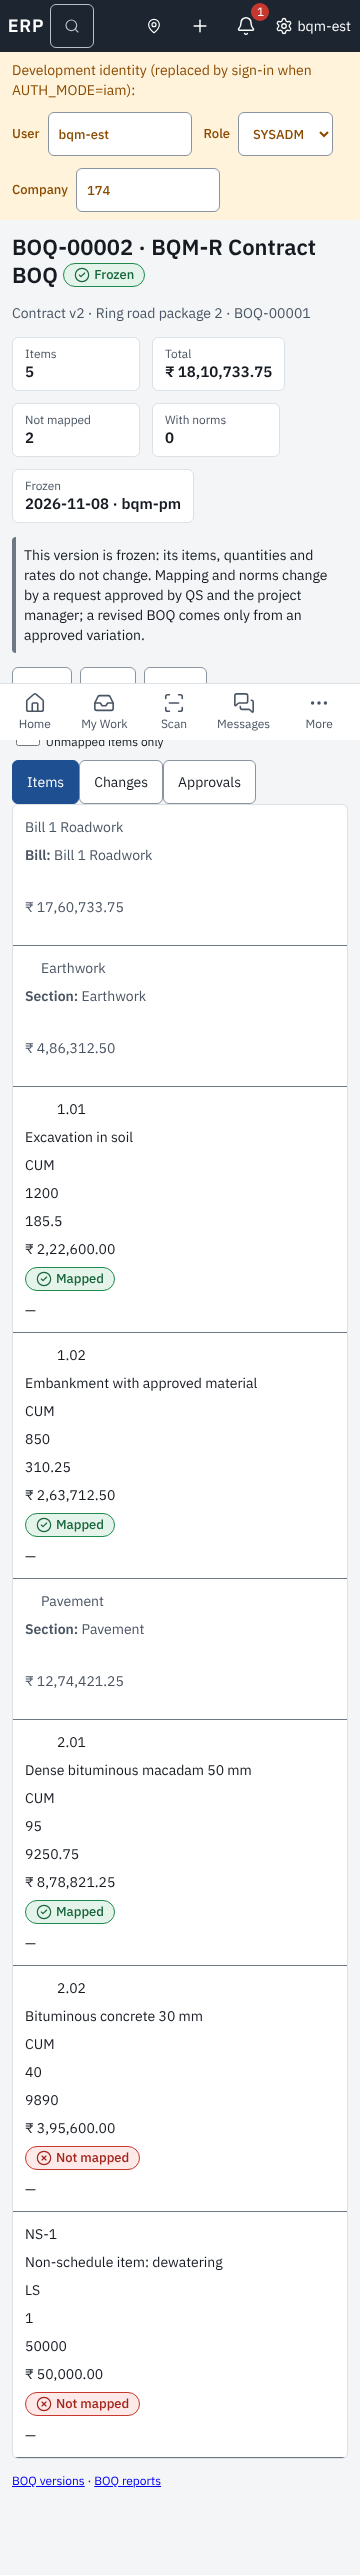 ERP
1
bqm-est
Development identity (replaced by sign-in when
AUTH_MODE=iam):
User bqm-est Role SYSADM
Company 174
BOQ-00002 · BQM-R Contract
BOQ Frozen
Contract v2 · Ring road package 2 · BOQ-00001
Items
5
Total
₹ 18,10,733.75
Not mapped
2
With norms
0
Frozen
2026-11-08 · bqm-pm
This version is frozen: its items, quantities and
rates do not change. Mapping and norms change
by a request approved by QS and the project
manager; a revised BOQ comes only from an
approved variation.
Home My Work Scan Messages More
Unmapped items only
Items Changes Approvals
Bill 1 Roadwork
Bill: Bill 1 Roadwork
₹ 17,60,733.75
Earthwork
Section: Earthwork
₹ 4,86,312.50
1.01
Excavation in soil
CUM
1200
185.5
₹ 2,22,600.00
Mapped
—
1.02
Embankment with approved material
CUM
850
310.25
₹ 2,63,712.50
Mapped
—
Pavement
Section: Pavement
₹ 12,74,421.25
2.01
Dense bituminous macadam 50 mm
CUM
95
9250.75
₹ 8,78,821.25
Mapped
—
2.02
Bituminous concrete 30 mm
CUM
40
9890
₹ 3,95,600.00
Not mapped
—
NS-1
Non-schedule item: dewatering
LS
1
50000
₹ 50,000.00
Not mapped
—
BOQ versions · BOQ reports